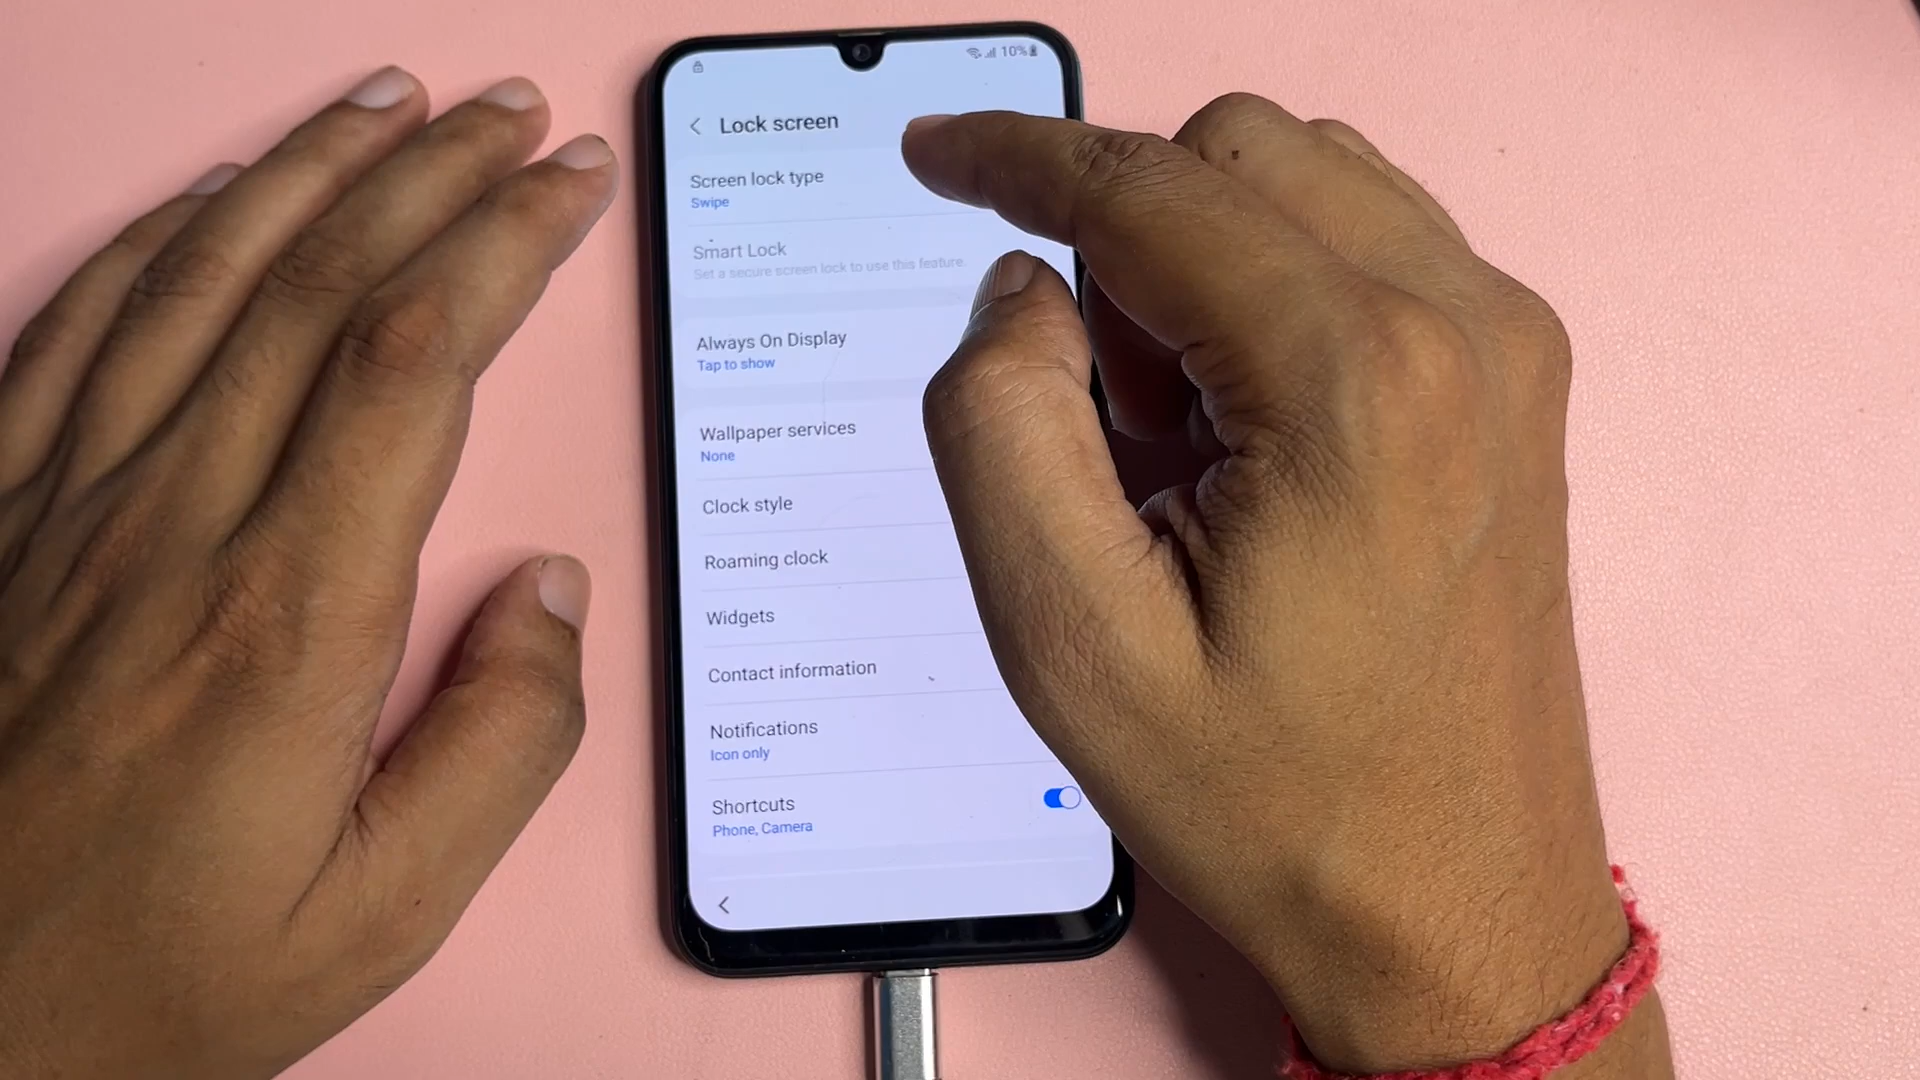 10%
Lock screen
Screen lock type
Swipe
Smart Lock
Set a secure screen lock to use this feature.
Always On Display
Tap to show
Wallpaper services
None
Clock style
Roaming clock
Widgets
Contact information
Notifications
Icon only
Shortcuts
Phone, Camera